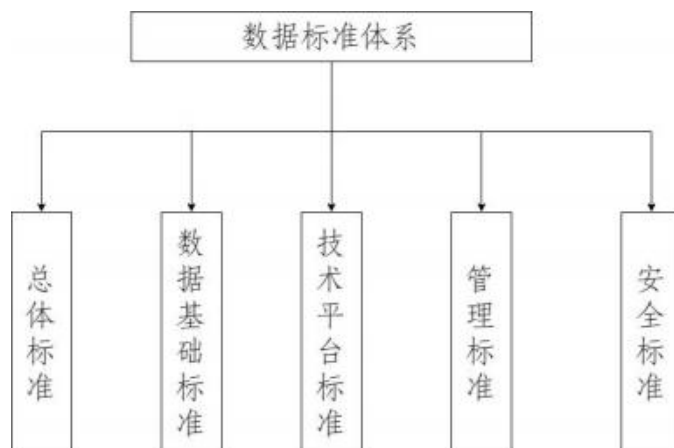 数据标准体系
总体标准
数据基础标准
技术平台标准
管理标准
安全标准